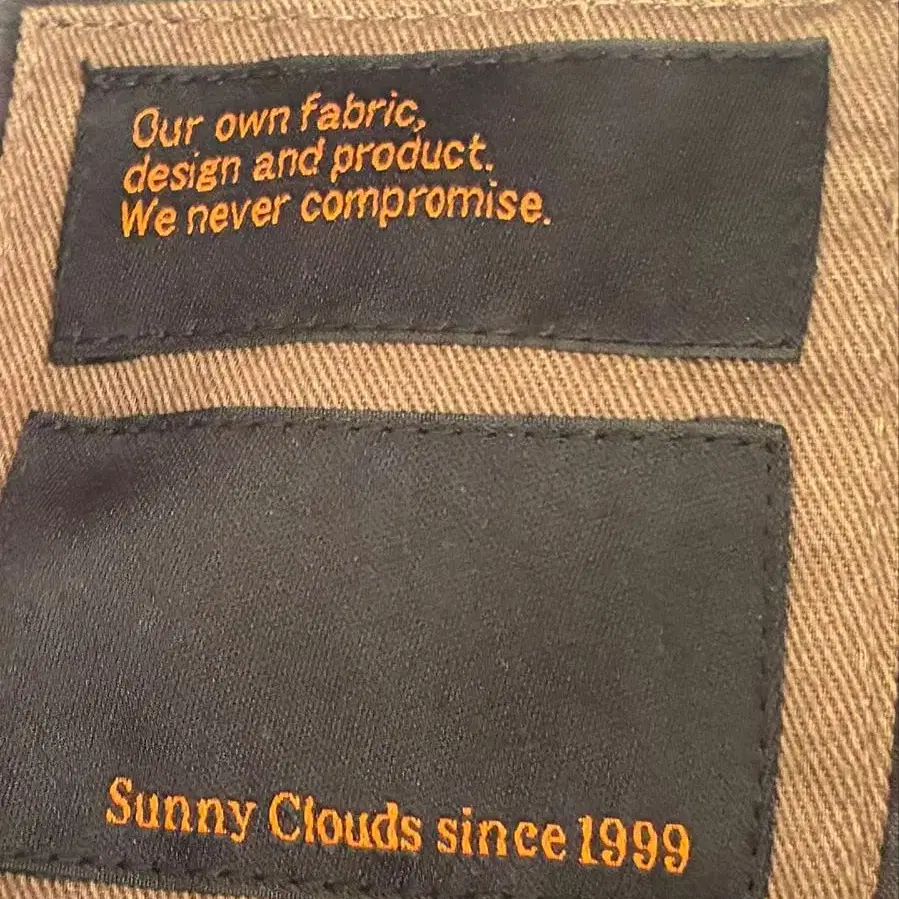 Our own fabric,
design and product.
We never compromise.
Sunny Clouds since 1999